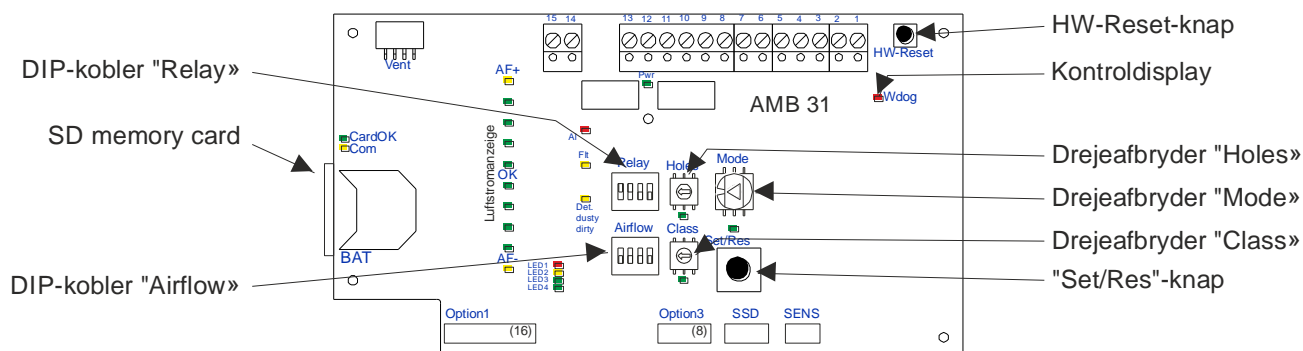 15 14
13 12 11 10 9 8 7 6 5 4 3 2 1
HW-Reset-knap
HW-Reset
Vent
DIP-kobler "Relay»
AF+
Pwr
Kontroldisplay
AMB 31
Wdog
SD memory card
CardOK
Com
Al
Flt
Relay
Holes
Mode
Drejeafbryder "Holes»
Luftstromanzeige
OK
Drejeafbryder "Mode»
Det.
dusty
dirty
Airflow
Class
Set/Res
Drejeafbryder "Class»
BAT
AF-
LED1
LED2
LED3
LED4
DIP-kobler "Airflow»
"Set/Res"-knap
Option1
(16)
Option3
(8)
SSD
SENS